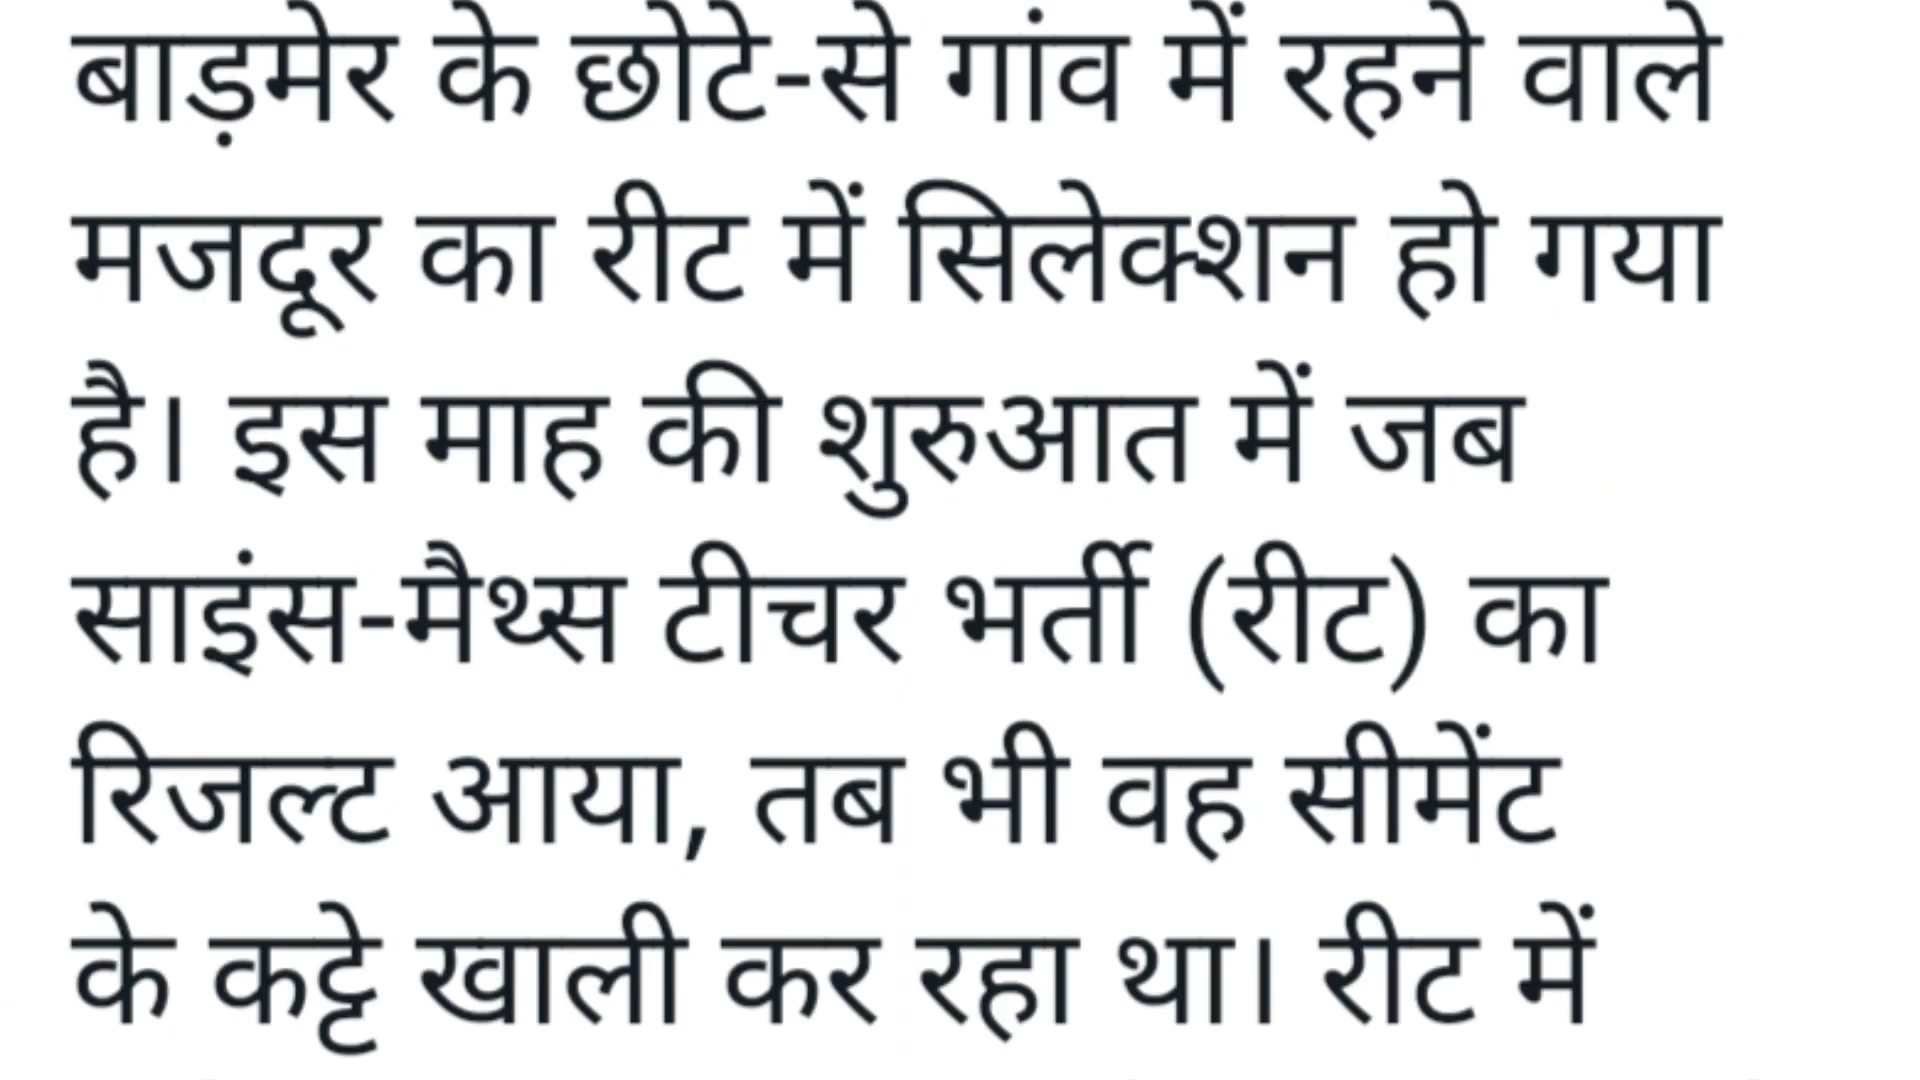 बाड़मेर के छोटे-से गांव में रहने वाले
मजदूर का रीट में सिलेक्शन हो गया
है। इस माह की शुरुआत में जब
साइंस-मैथ्स टीचर भर्ती (रीट) का
रिजल्ट आया, तब भी वह सीमेंट
के कट्टे खाली कर रहा था। रीट में